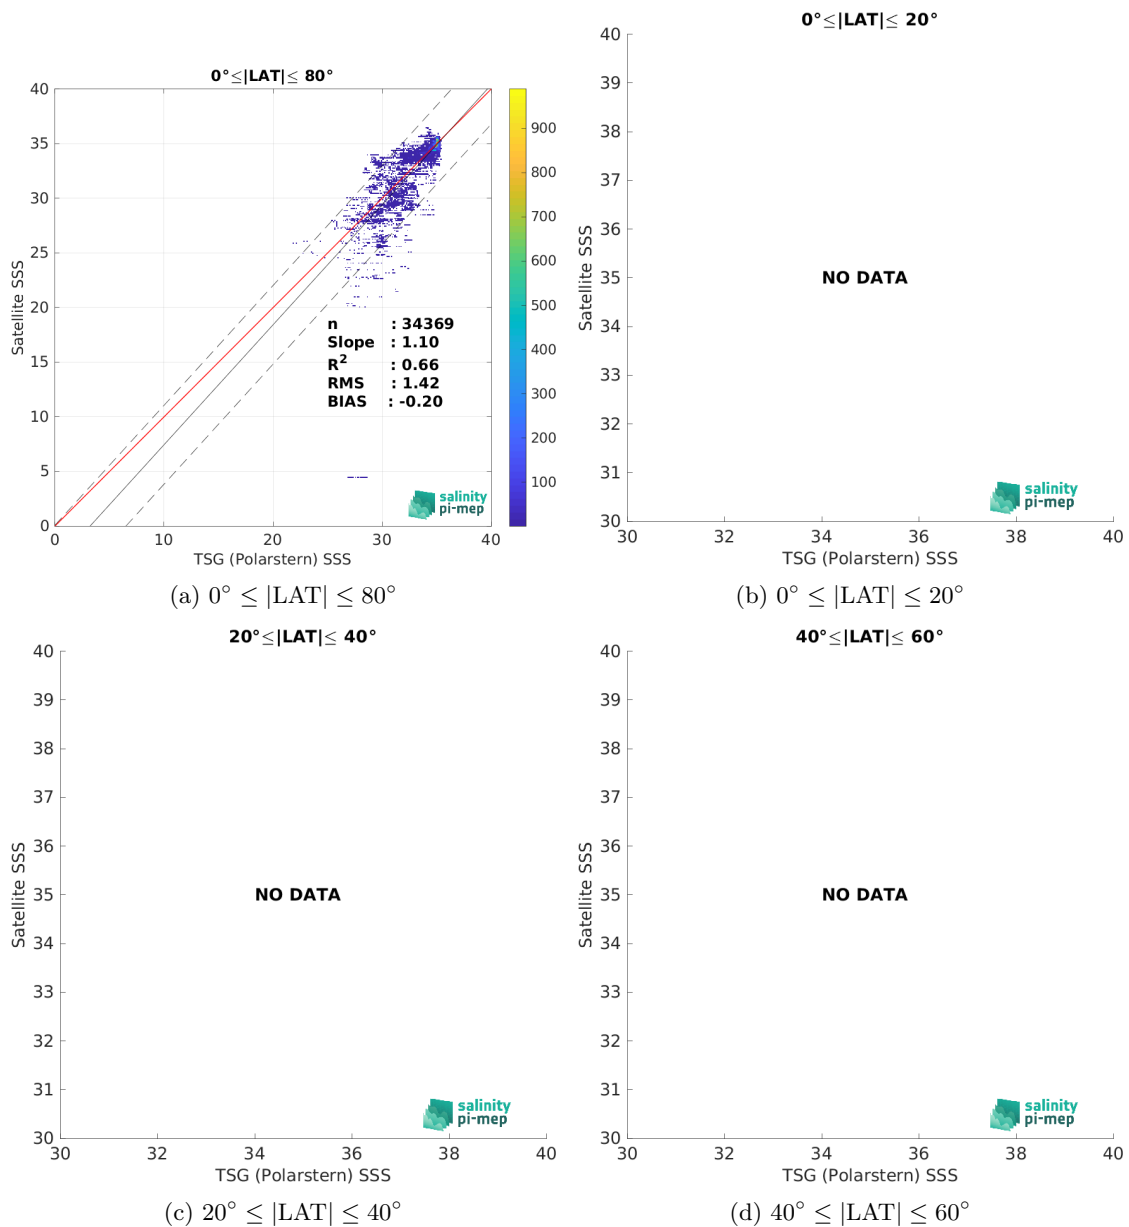 0°≤|LAT|≤ 80°
40
35
30
25
20
15
10
5
0
0
10
20
30
40
Satellite SSS
TSG (Polarstern) SSS
n : 34369
Slope : 1.10
R² : 0.66
RMS : 1.42
BIAS : -0.20
900
800
700
600
500
400
300
200
100
salinity
pi-mep
(a) 0° ≤ |LAT| ≤ 80°
0°≤|LAT|≤ 20°
40
39
38
37
36
35
34
33
32
31
30
30
32
34
36
38
40
Satellite SSS
TSG (Polarstern) SSS
NO DATA
salinity
pi-mep
(b) 0° ≤ |LAT| ≤ 20°
20°≤|LAT|≤ 40°
40
39
38
37
36
35
34
33
32
31
30
30
32
34
36
38
40
Satellite SSS
TSG (Polarstern) SSS
NO DATA
salinity
pi-mep
(c) 20° ≤ |LAT| ≤ 40°
40°≤|LAT|≤ 60°
40
39
38
37
36
35
34
33
32
31
30
30
32
34
36
38
40
Satellite SSS
TSG (Polarstern) SSS
NO DATA
salinity
pi-mep
(d) 40° ≤ |LAT| ≤ 60°